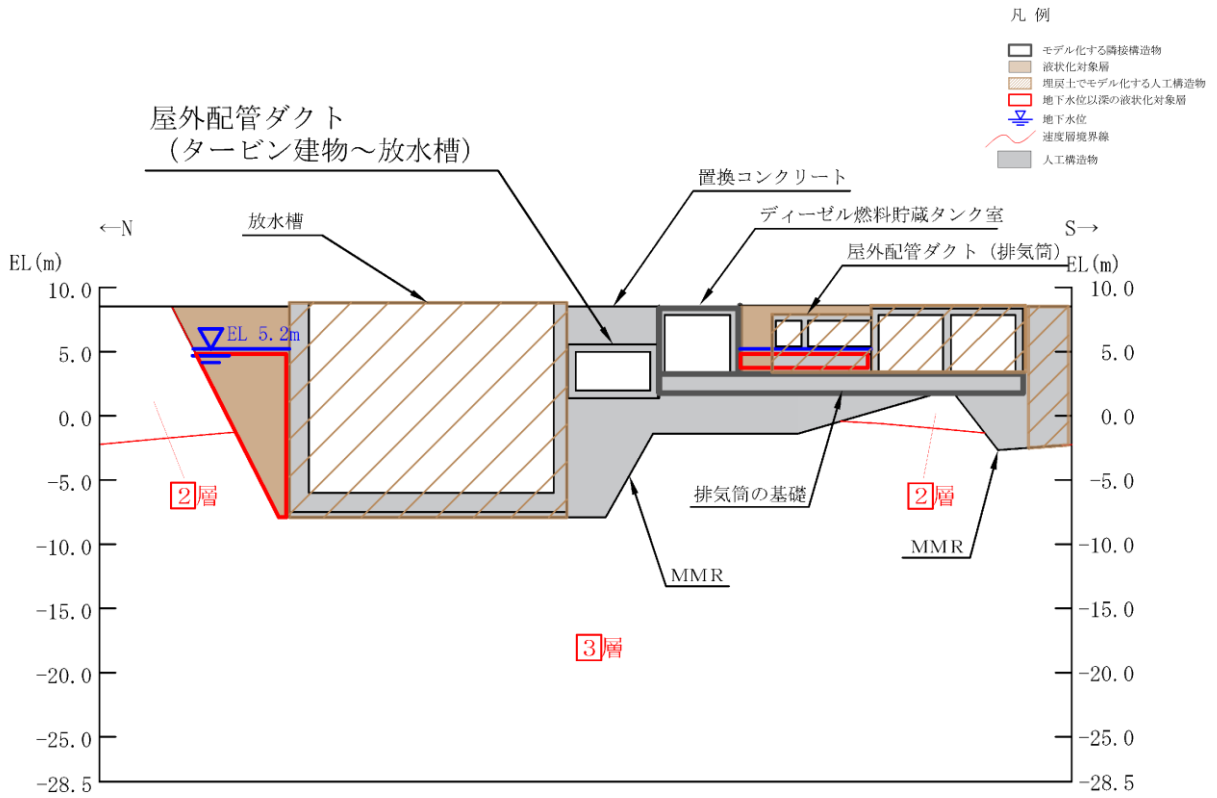 凡 例
モデル化する隣接構造物
液状化対象層
埋戻土でモデル化する人工構造物
地下水位以深の液状化対象層
地下水位
速度層境界線
人工構造物
屋外配管ダクト
(タービン建物~放水槽)
置換コンクリート
ディーゼル燃料貯蔵タンク室
放水槽
屋外配管ダクト (排気筒)
←N
S→
EL(m)
EL(m)
10.0
10.0
EL 5.2m
5.0
5.0
0.0
0.0
-5.0
-5.0
2層
排気筒の基礎
2層
-10.0
-10.0
MMR
MMR
-15.0
-15.0
3層
-20.0
-20.0
-25.0
-25.0
-28.5
-28.5